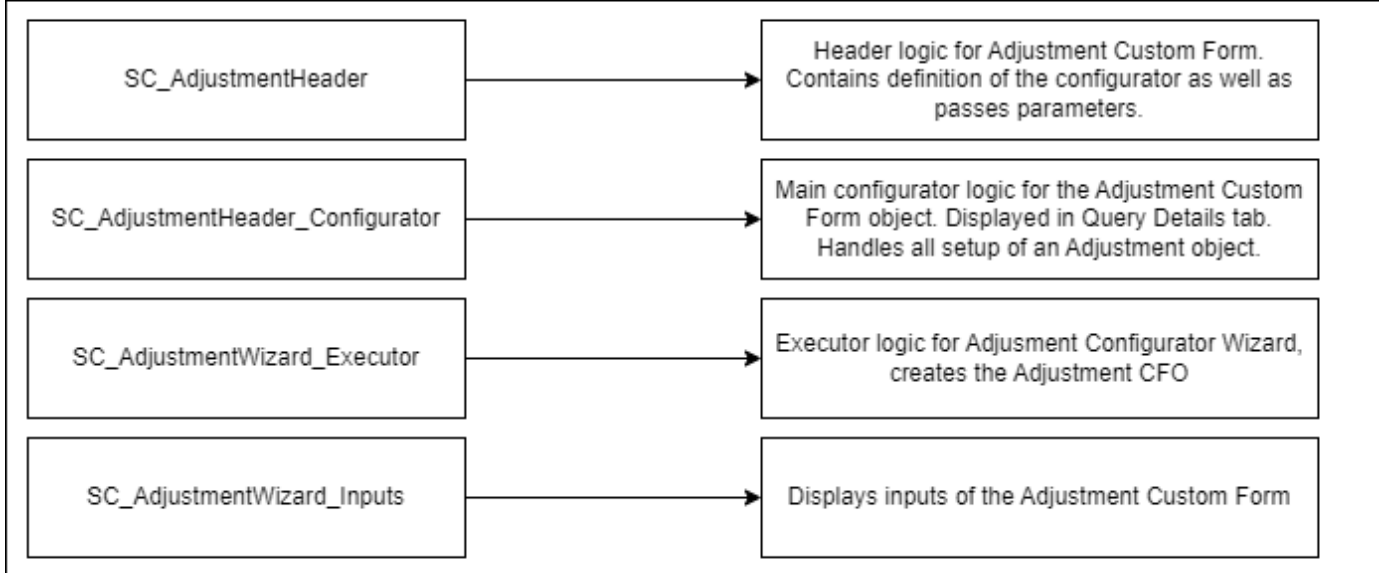 SC_AdjustmentHeader
Header logic for Adjustment Custom Form.
Contains definition of the configurator as well as
passes parameters.
SC_AdjustmentHeader_Configurator
Main configurator logic for the Adjustment Custom
Form object. Displayed in Query Details tab.
Handles all setup of an Adjustment object.
SC_AdjustmentWizard_Executor
Executor logic for Adjusment Configurator Wizard,
creates the Adjustment CFO
SC_AdjustmentWizard_Inputs
Displays inputs of the Adjustment Custom Form